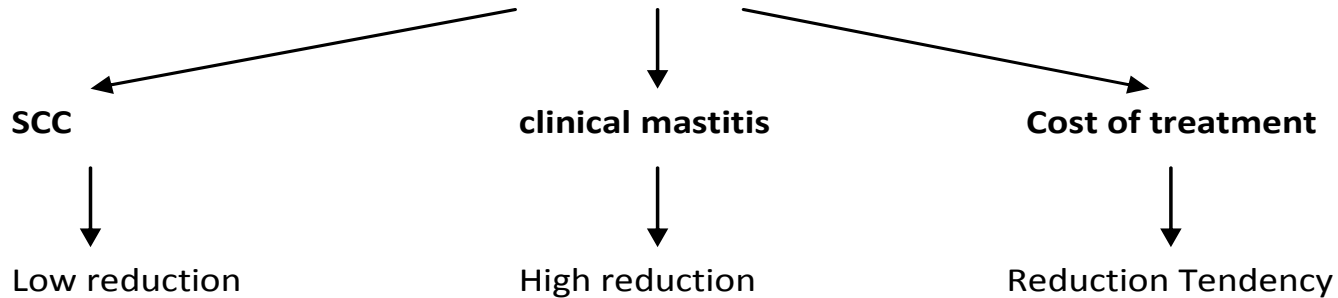 SCC clinical mastitis Cost of treatment
Low reduction High reduction Reduction Tendency